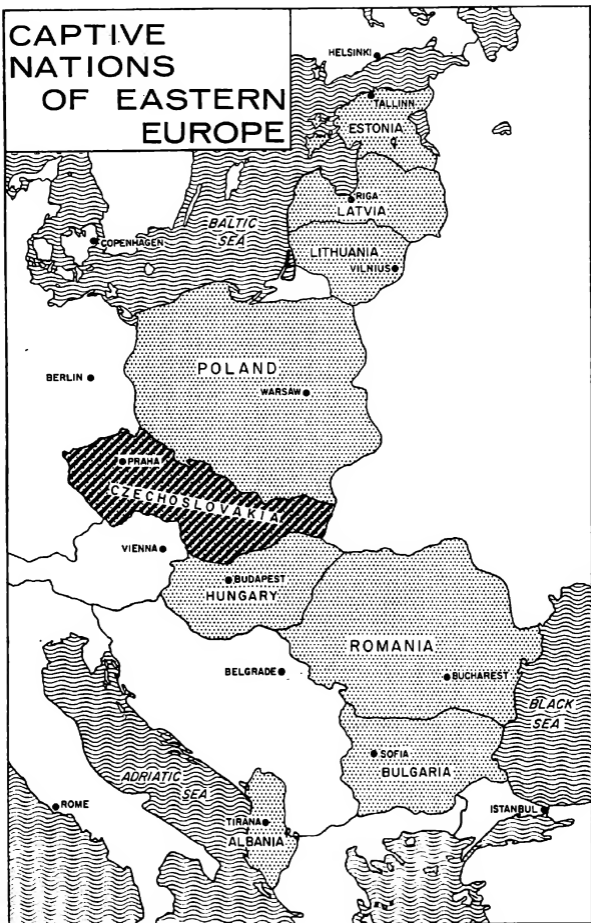 CAPTIVE
NATIONS
OF EASTERN
EUROPE
HELSINKI
TALLINN
ESTONIA
RIGA
LATVIA
BALTIC
SEA
COPENHAGEN
LITHUANIA
VILNIUS
POLAND
BERLIN
WARSAW
PRAHA
CZECHOSLOVAKIA
VIENNA
BUDAPEST
HUNGARY
ROMANIA
BELGRADE
BUCHAREST
BLACK
SEA
SOFIA
BULGARIA
ADRIATIC
SEA
ROME
ISTANBUL
TIRANA
ALBANIA